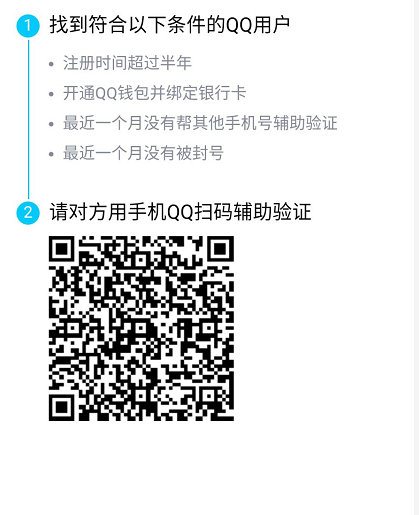 1 找到符合以下条件的QQ用户
• 注册时间超过半年
• 开通QQ钱包并绑定银行卡
• 最近一个月没有帮其他手机号辅助验证
• 最近一个月没有被封号
2 请对方用手机QQ扫码辅助验证